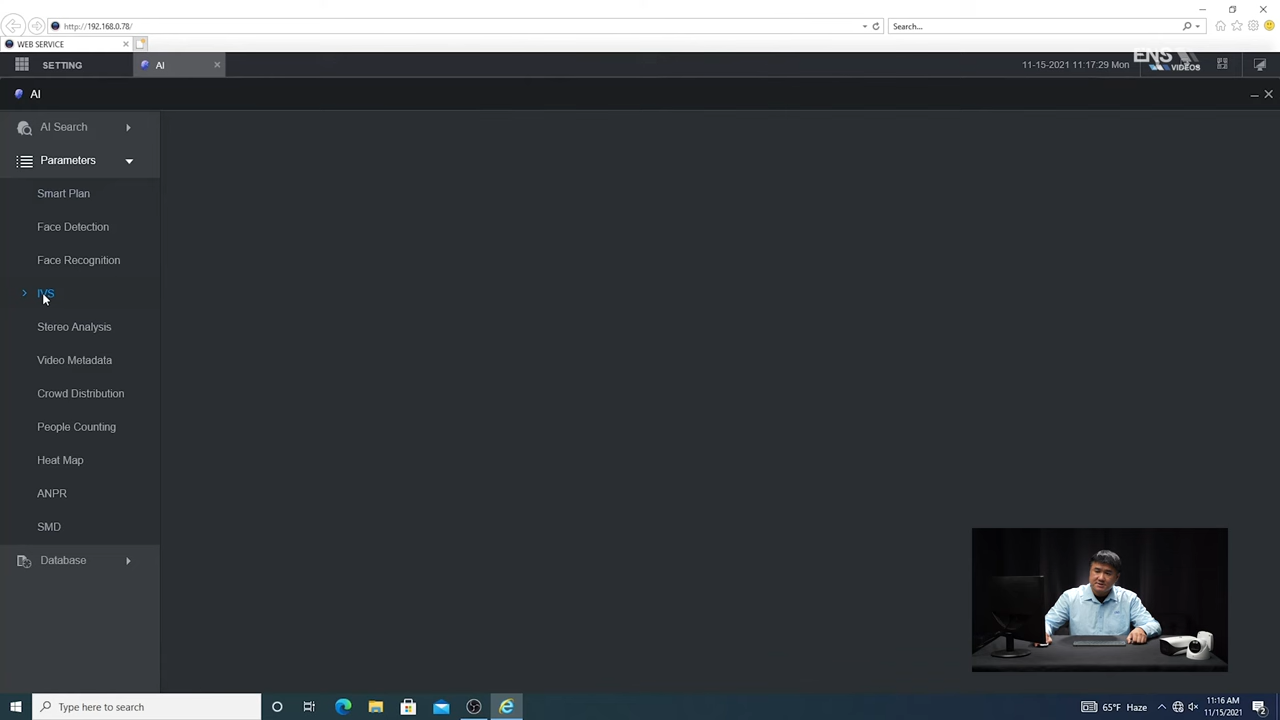 http://192.168.0.78/
Search...
WEB SERVICE
SETTING
AI
11-15-2021 11:17:29 Mon
ENS
VIDEOS
AI
AI Search
Parameters
Smart Plan
Face Detection
Face Recognition
IVS
Stereo Analysis
Video Metadata
Crowd Distribution
People Counting
Heat Map
ANPR
SMD
Database
Type here to search
65°F Haze
11:16 AM
11/15/2021
2